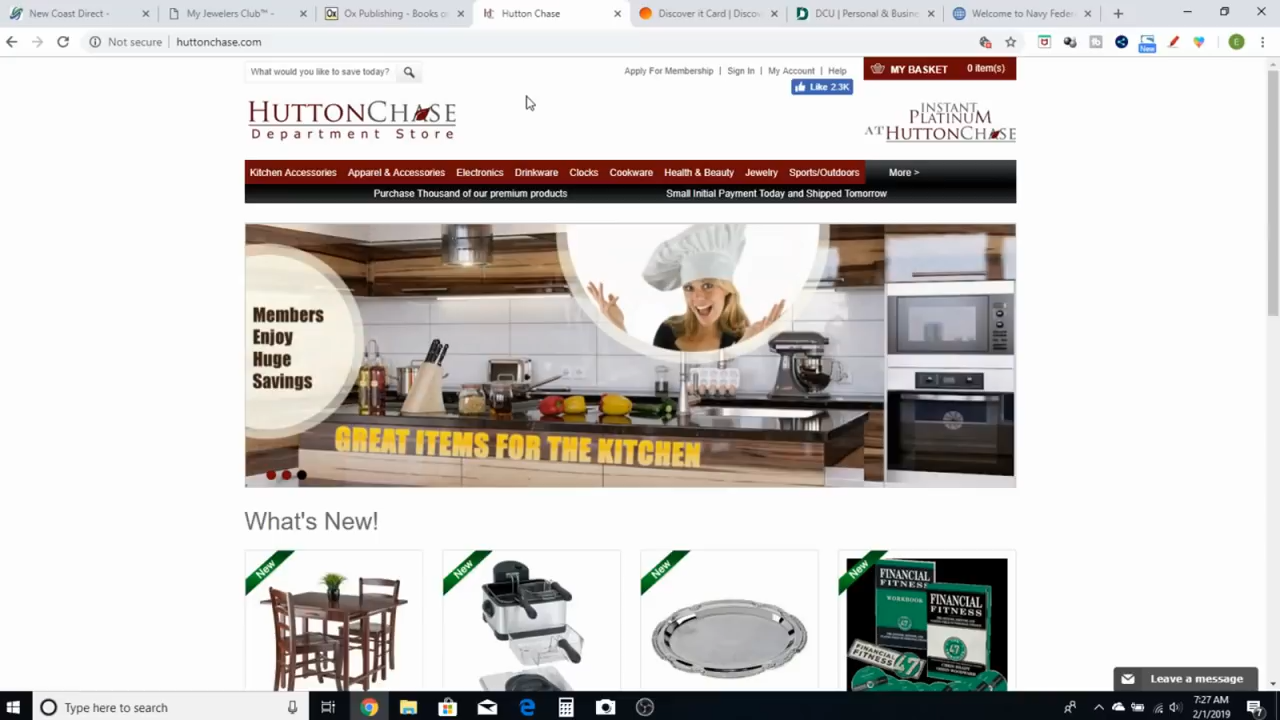 New Coast Direct -
My Jewelers Club™ -
Ox Publishing - Books o
Hutton Chase
Discover it Card | Discov
DCU | Personal & Busin
Welcome to Navy Feder
Not secure
huttonchase.com
New
E
What would you like to save today?
Apply For Membership | Sign In | My Account | Help
MY BASKET 0 item(s)
Like 2.3K
HUTTONCHASE
Department Store
INSTANT
PLATINUM
AT HUTTONCHASE
Kitchen Accessories Apparel & Accessories Electronics Drinkware Clocks Cookware Health & Beauty Jewelry Sports/Outdoors More >
Purchase Thousand of our premium products Small Initial Payment Today and Shipped Tomorrow
Members
Enjoy
Huge
Savings
GREAT ITEMS FOR THE KITCHEN
What's New!
New
New
New
New
FINANCIAL
FITNESS
WORKBOOK
FINANCIAL
FITNESS
FINANCIAL
FITNESS
Leave a message
Type here to search
7:27 AM
2/1/2019